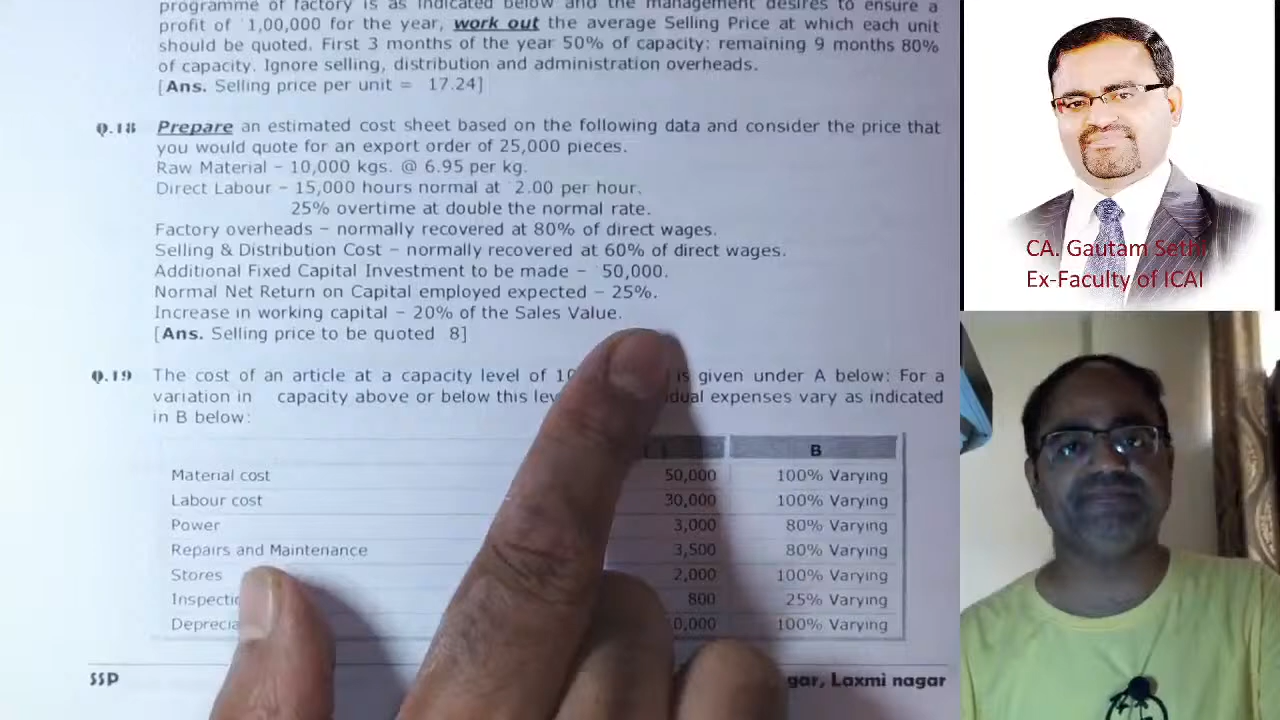 programme of factory is as indicated below and the management desires to ensure a
profit of 1,00,000 for the year, work out the average Selling Price at which each unit
should be quoted. First 3 months of the year 50% of capacity: remaining 9 months 80%
of capacity. Ignore selling, distribution and administration overheads.
[Ans. Selling price per unit = 17.24]
Q.18 Prepare an estimated cost sheet based on the following data and consider the price that
you would quote for an export order of 25,000 pieces.
Raw Material – 10,000 kgs. @ 6.95 per kg.
Direct Labour – 15,000 hours normal at 2.00 per hour.
25% overtime at double the normal rate.
Factory overheads – normally recovered at 80% of direct wages.
Selling & Distribution Cost – normally recovered at 60% of direct wages.
Additional Fixed Capital Investment to be made – 50,000.
Normal Net Return on Capital employed expected – 25%.
Increase in working capital – 20% of the Sales Value.
[Ans. Selling price to be quoted 8]
Q.19 The cost of an article at a capacity level of is given under A below: For a
variation in capacity above or below this expenses vary as indicated
in B below:
B
Material cost 50,000 100% Varying
Labour cost 30,000 100% Varying
Power 3,000 80% Varying
Repairs and Maintenance 3,500 80% Varying
Stores 2,000 100% Varying
800 25% Varying
100% Varying
SSP Laxmi nagar
CA. Gautam Sethi
Ex-Faculty of ICAI